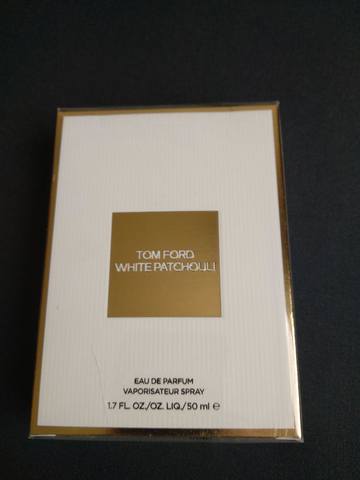 TOM FORD
WHITE PATCHOULI
EAU DE PARFUM
VAPORISATEUR SPRAY
1.7 FL. OZ./OZ. LIQ./50 ml ℮